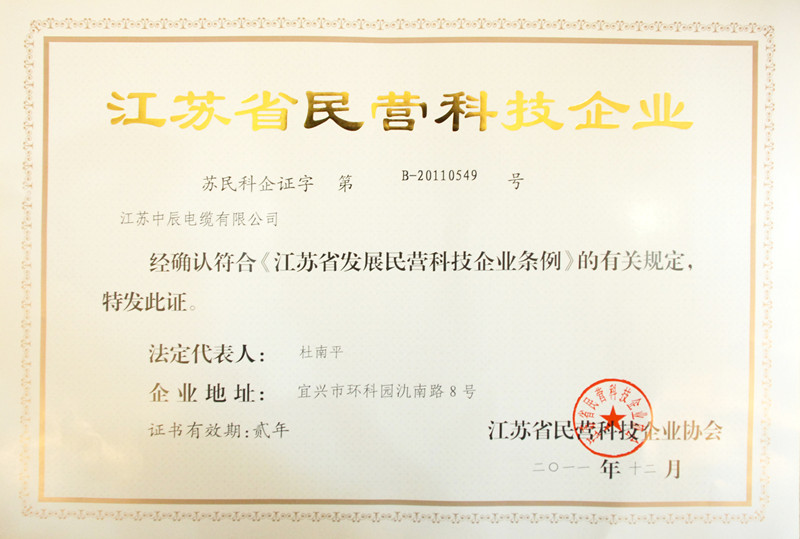 江苏省民营科技企业
苏民科企证字 第 B-20110549 号
江苏中辰电缆有限公司
经确认符合《江苏省发展民营科技企业条例》的有关规定,
特发此证。
法定代表人: 杜南平
企业地址: 宜兴市环科园氿南路8号
证书有效期:贰年
江苏省民营科技企业协会
二〇一一年十二月